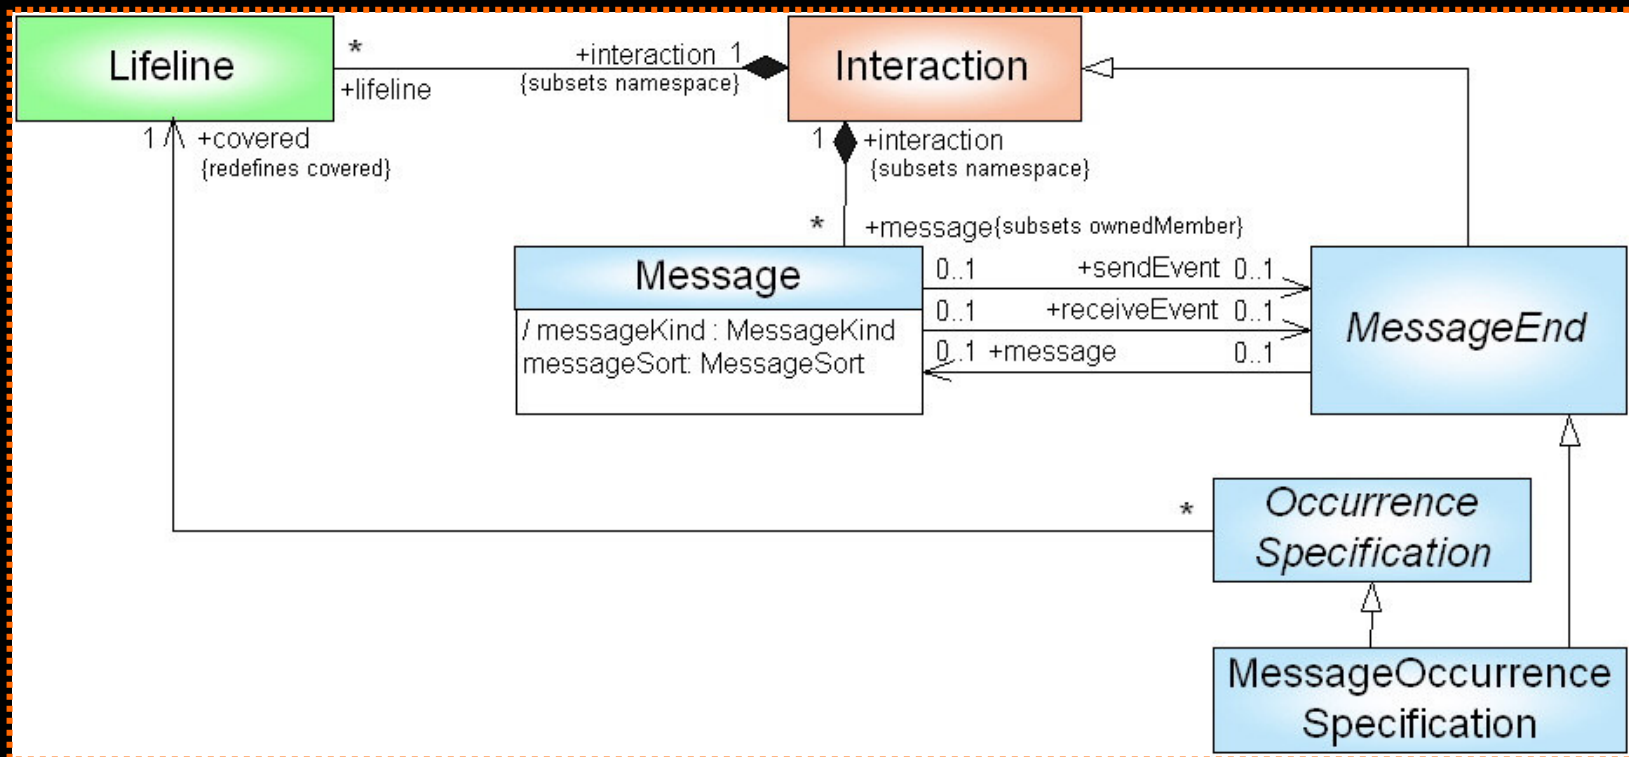 Lifeline
*
+lifeline
+interaction 1
{subsets namespace}
Interaction
1 +covered
{redefines covered}
1 +interaction
{subsets namespace}
*
+message{subsets ownedMember}
Message
/ messageKind : MessageKind
messageSort: MessageSort
0..1 +sendEvent 0..1
0..1 +receiveEvent 0..1
0..1 +message 0..1
MessageEnd
*
Occurrence
Specification
MessageOccurrence
Specification